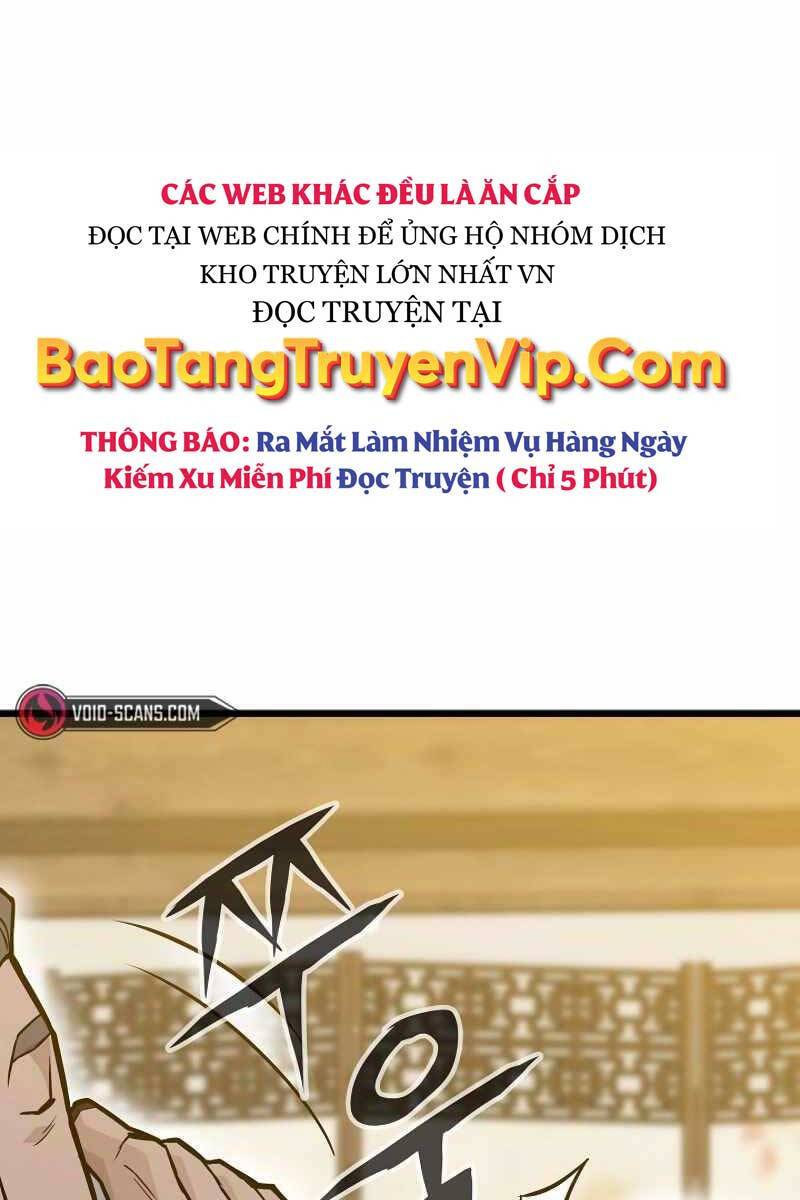 CÁC WEB KHÁC ĐỀU LÀ ĂN CẮP
ĐỌC TẠI WEB CHÍNH ĐỂ ỦNG HỘ NHÓM DỊCH
KHO TRUYỆN LỚN NHẤT VN
ĐỌC TRUYỆN TẠI
BaoTangTruyenVip.Com
THÔNG BÁO: Ra Mắt Làm Nhiệm Vụ Hàng Ngày
Kiếm Xu Miễn Phí Đọc Truyện ( Chỉ 5 Phút)
VOID-SCANS.COM